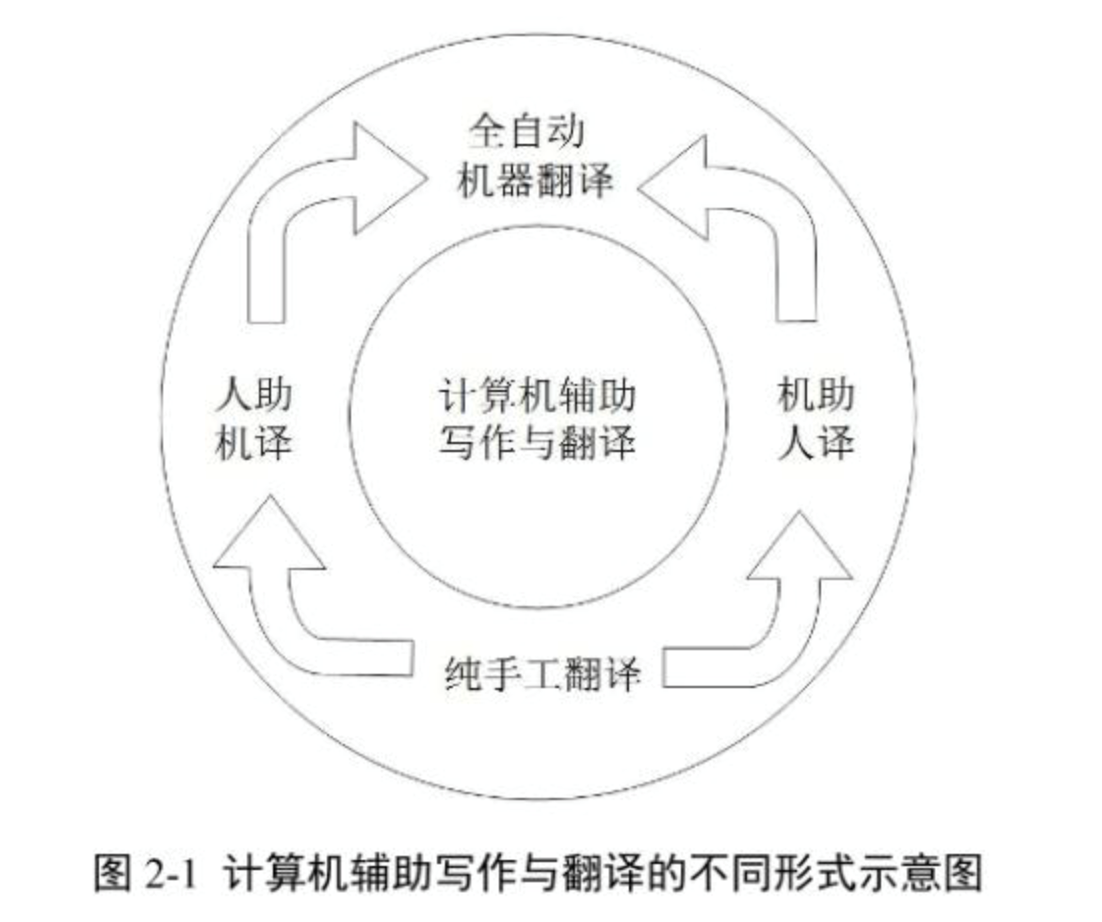 全自动
机器翻译
人助
机译
计算机辅助
写作与翻译
机助
人译
纯手工翻译
图 2-1 计算机辅助写作与翻译的不同形式示意图